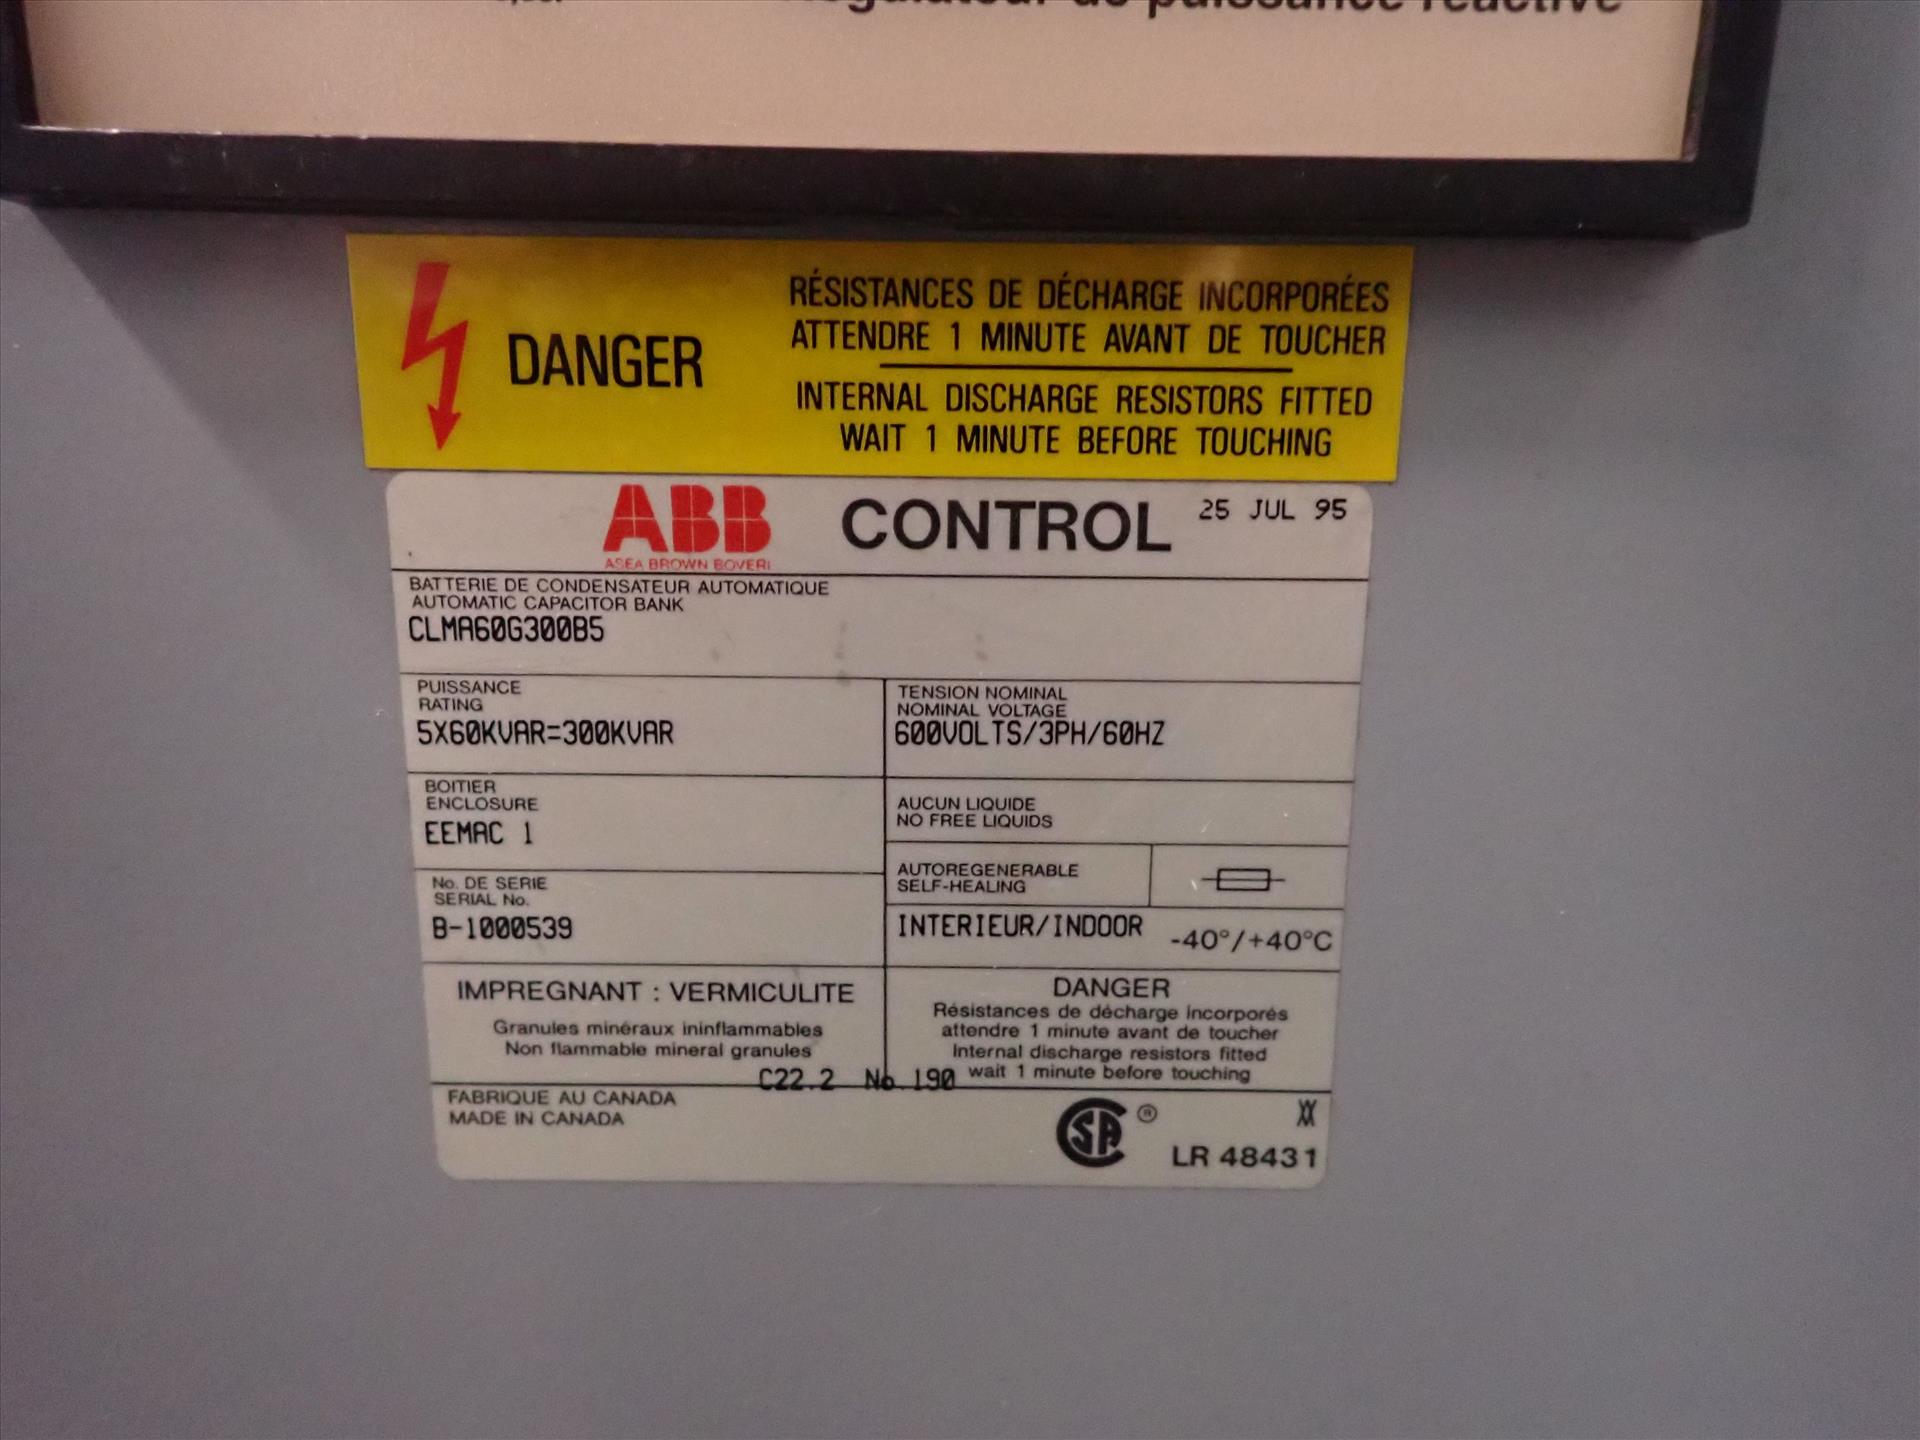 Régulateur de puissance réactive
DANGER
RÉSISTANCES DE DÉCHARGE INCORPORÉES
ATTENDRE 1 MINUTE AVANT DE TOUCHER
INTERNAL DISCHARGE RESISTORS FITTED
WAIT 1 MINUTE BEFORE TOUCHING
ABB CONTROL 25 JUL 95
ASEA BROWN BOVERI
BATTERIE DE CONDENSATEUR AUTOMATIQUE
AUTOMATIC CAPACITOR BANK
CLMA60G300B5
PUISSANCE
RATING
5X60KVAR=300KVAR
TENSION NOMINAL
NOMINAL VOLTAGE
600VOLTS/3PH/60HZ
BOITIER
ENCLOSURE
EEMAC 1
AUCUN LIQUIDE
NO FREE LIQUIDS
AUTOREGENERABLE
SELF-HEALING
No. DE SERIE
SERIAL No.
B-1000539
INTERIEUR/INDOOR -40°/+40°C
IMPREGNANT : VERMICULITE
Granules minéraux ininflammables
Non flammable mineral granules
DANGER
Résistances de décharge incorporés
attendre 1 minute avant de toucher
Internal discharge resistors fitted
wait 1 minute before touching
C22.2 No 190
FABRIQUE AU CANADA
MADE IN CANADA
CSA ®
LR 48431